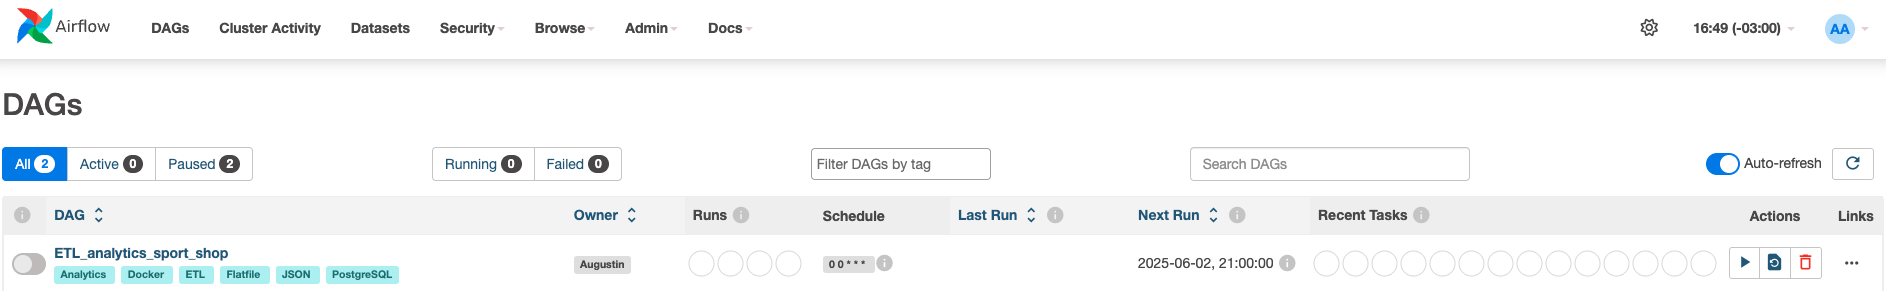 Airflow DAGs Cluster Activity Datasets Security Browse Admin Docs 16:49 (-03:00) AA
DAGs
All 2 Active 0 Paused 2 Running 0 Failed 0 Filter DAGs by tag Search DAGs Auto-refresh
i DAG Owner Runs i Schedule Last Run i Next Run i Recent Tasks i Actions Links
ETL_analytics_sport_shop
Augustin 0 0 * * * i 2025-06-02, 21:00:00 i
Analytics Docker ETL Flatfile JSON PostgreSQL